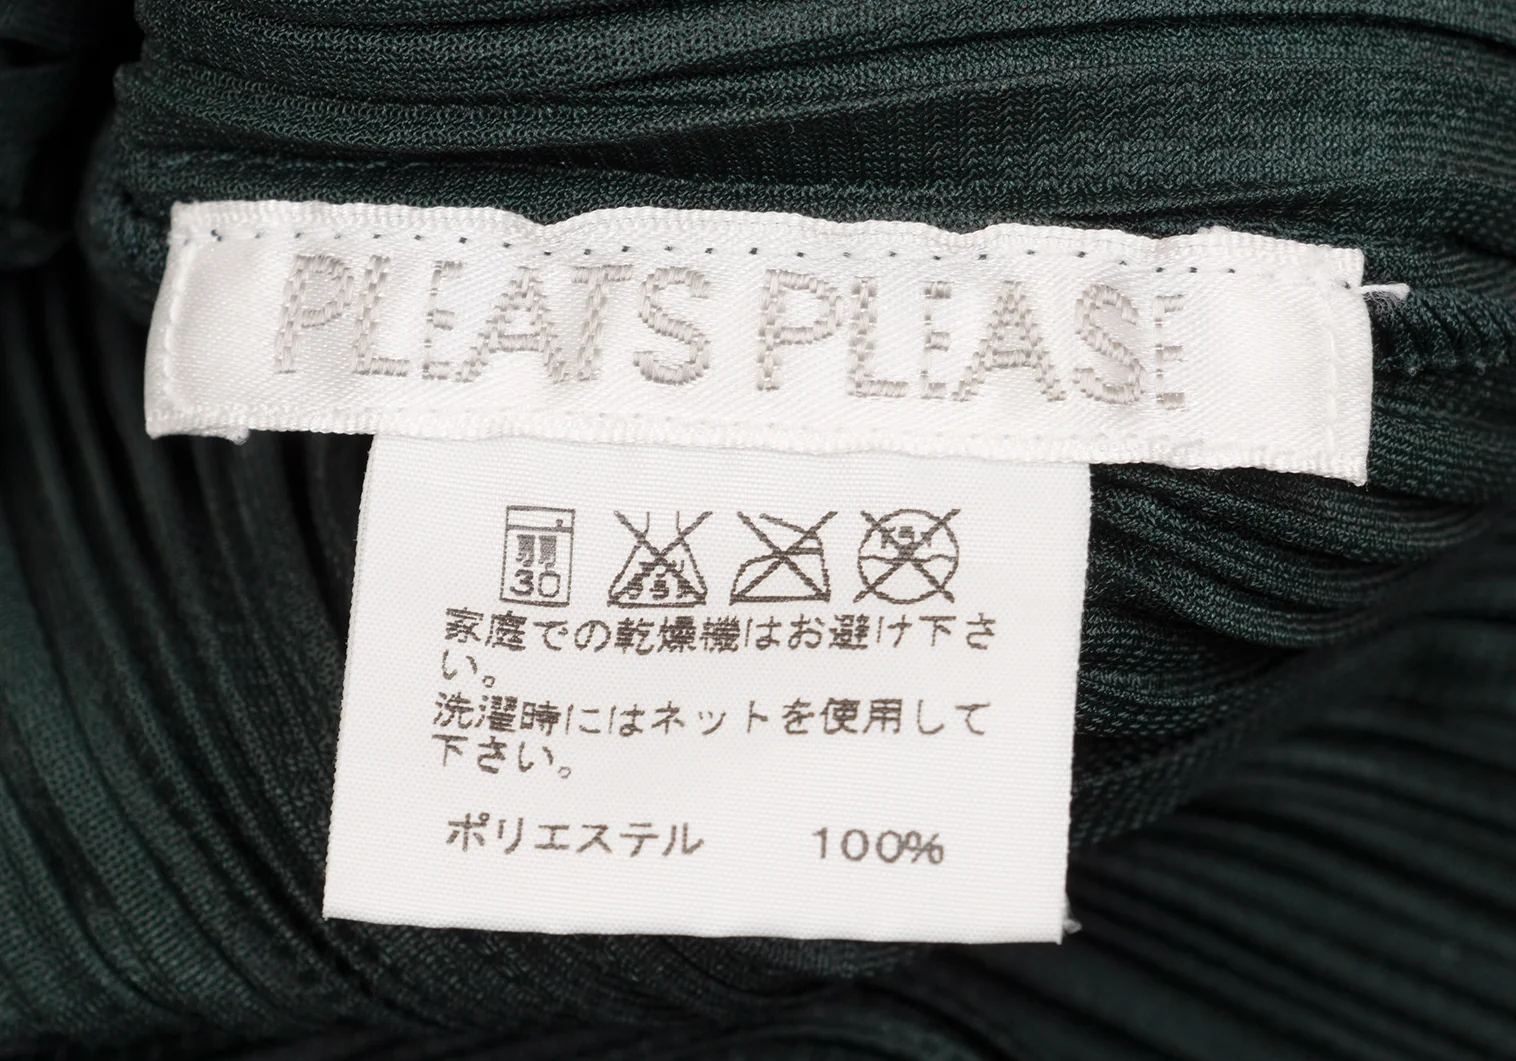 PLEATS PLEASE
弱
30
家庭での乾燥機はお避け下さ
い。
洗濯時にはネットを使用して
下さい。
ポリエステル 100%